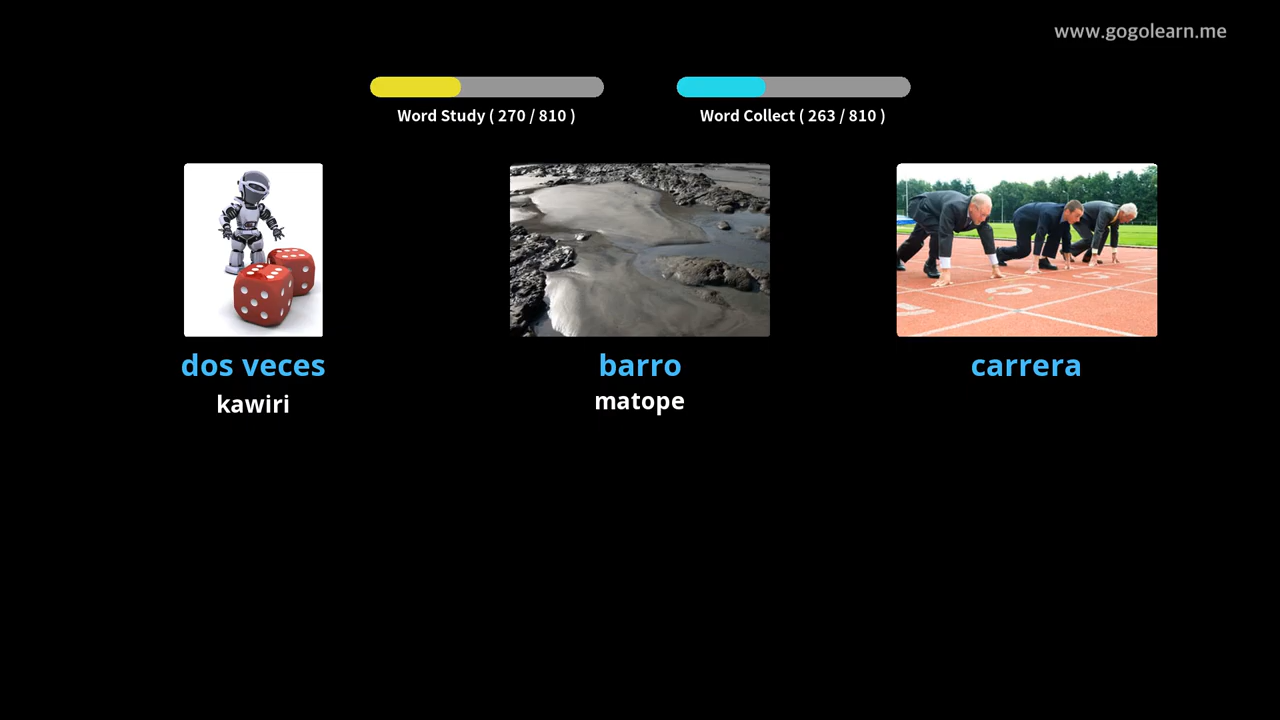 www.gogolearn.me
Word Study ( 270 / 810 )
Word Collect ( 263 / 810 )
dos veces
kawiri
barro
matope
carrera